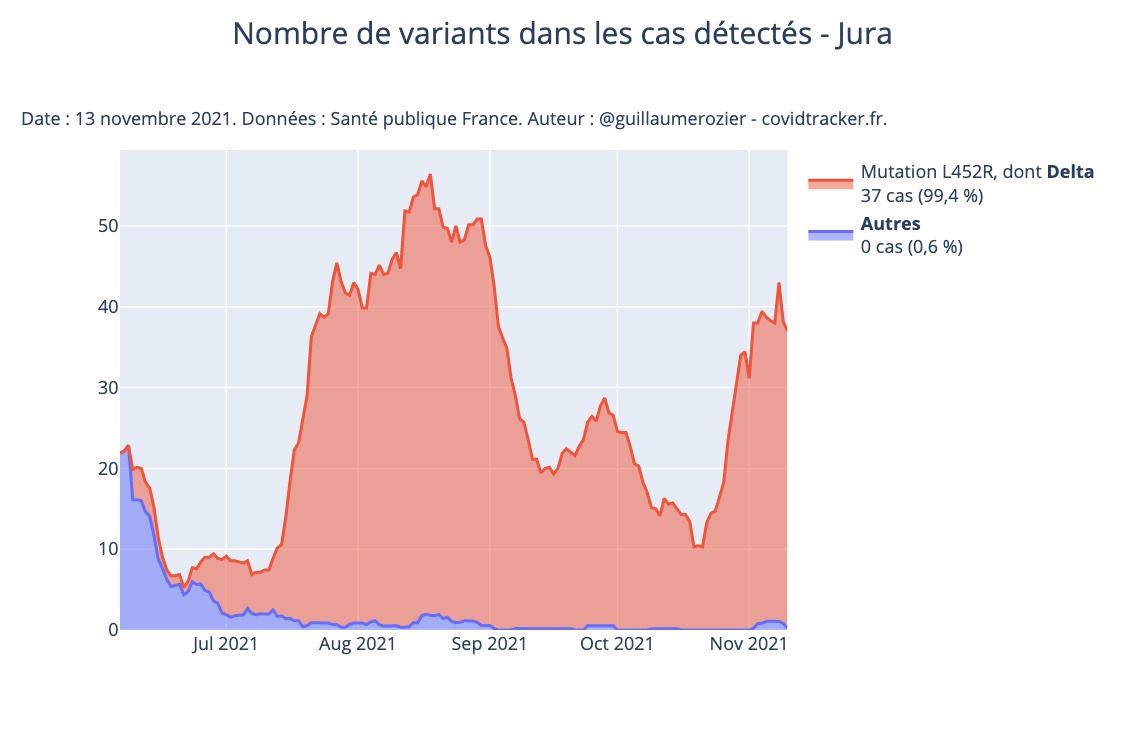 Nombre de variants dans les cas détectés - Jura
Date : 13 novembre 2021. Données : Santé publique France. Auteur : @guillaumerozier - covidtracker.fr.
Mutation L452R, dont Delta
37 cas (99,4 %)
Autres
0 cas (0,6 %)
50
40
30
20
10
0
Jul 2021
Aug 2021
Sep 2021
Oct 2021
Nov 2021